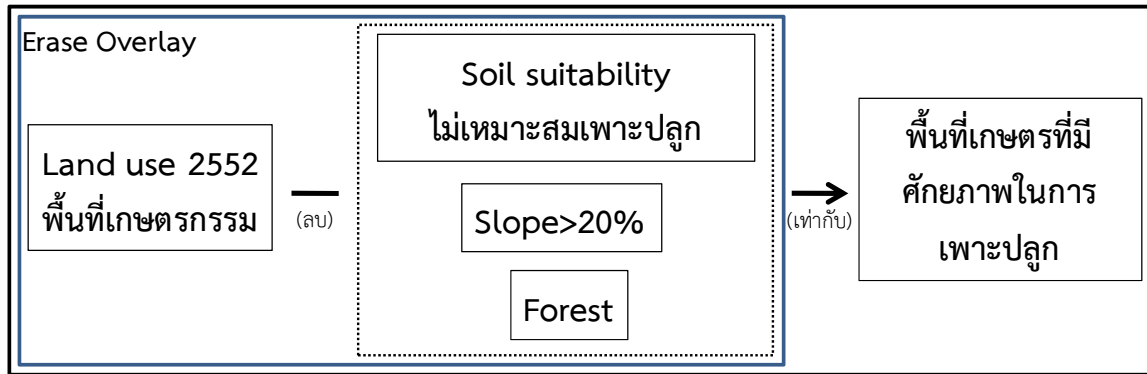 Erase Overlay
Land use 2552
พื้นที่เกษตรกรรม
(ลบ)
Soil suitability
ไม่เหมาะสมเพาะปลูก
Slope>20%
Forest
(เท่ากับ)
พื้นที่เกษตรที่มี
ศักยภาพในการ
เพาะปลูก